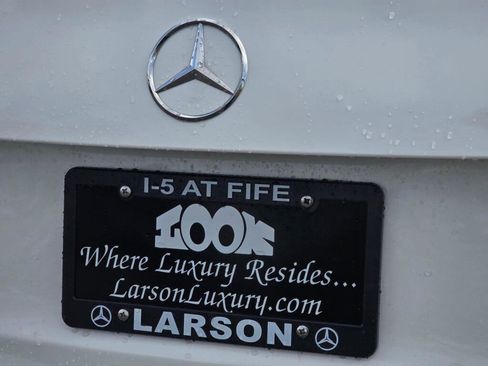 I-5 AT FIFE
LOOK
Where Luxury Resides...
LarsonLuxury.com
LARSON